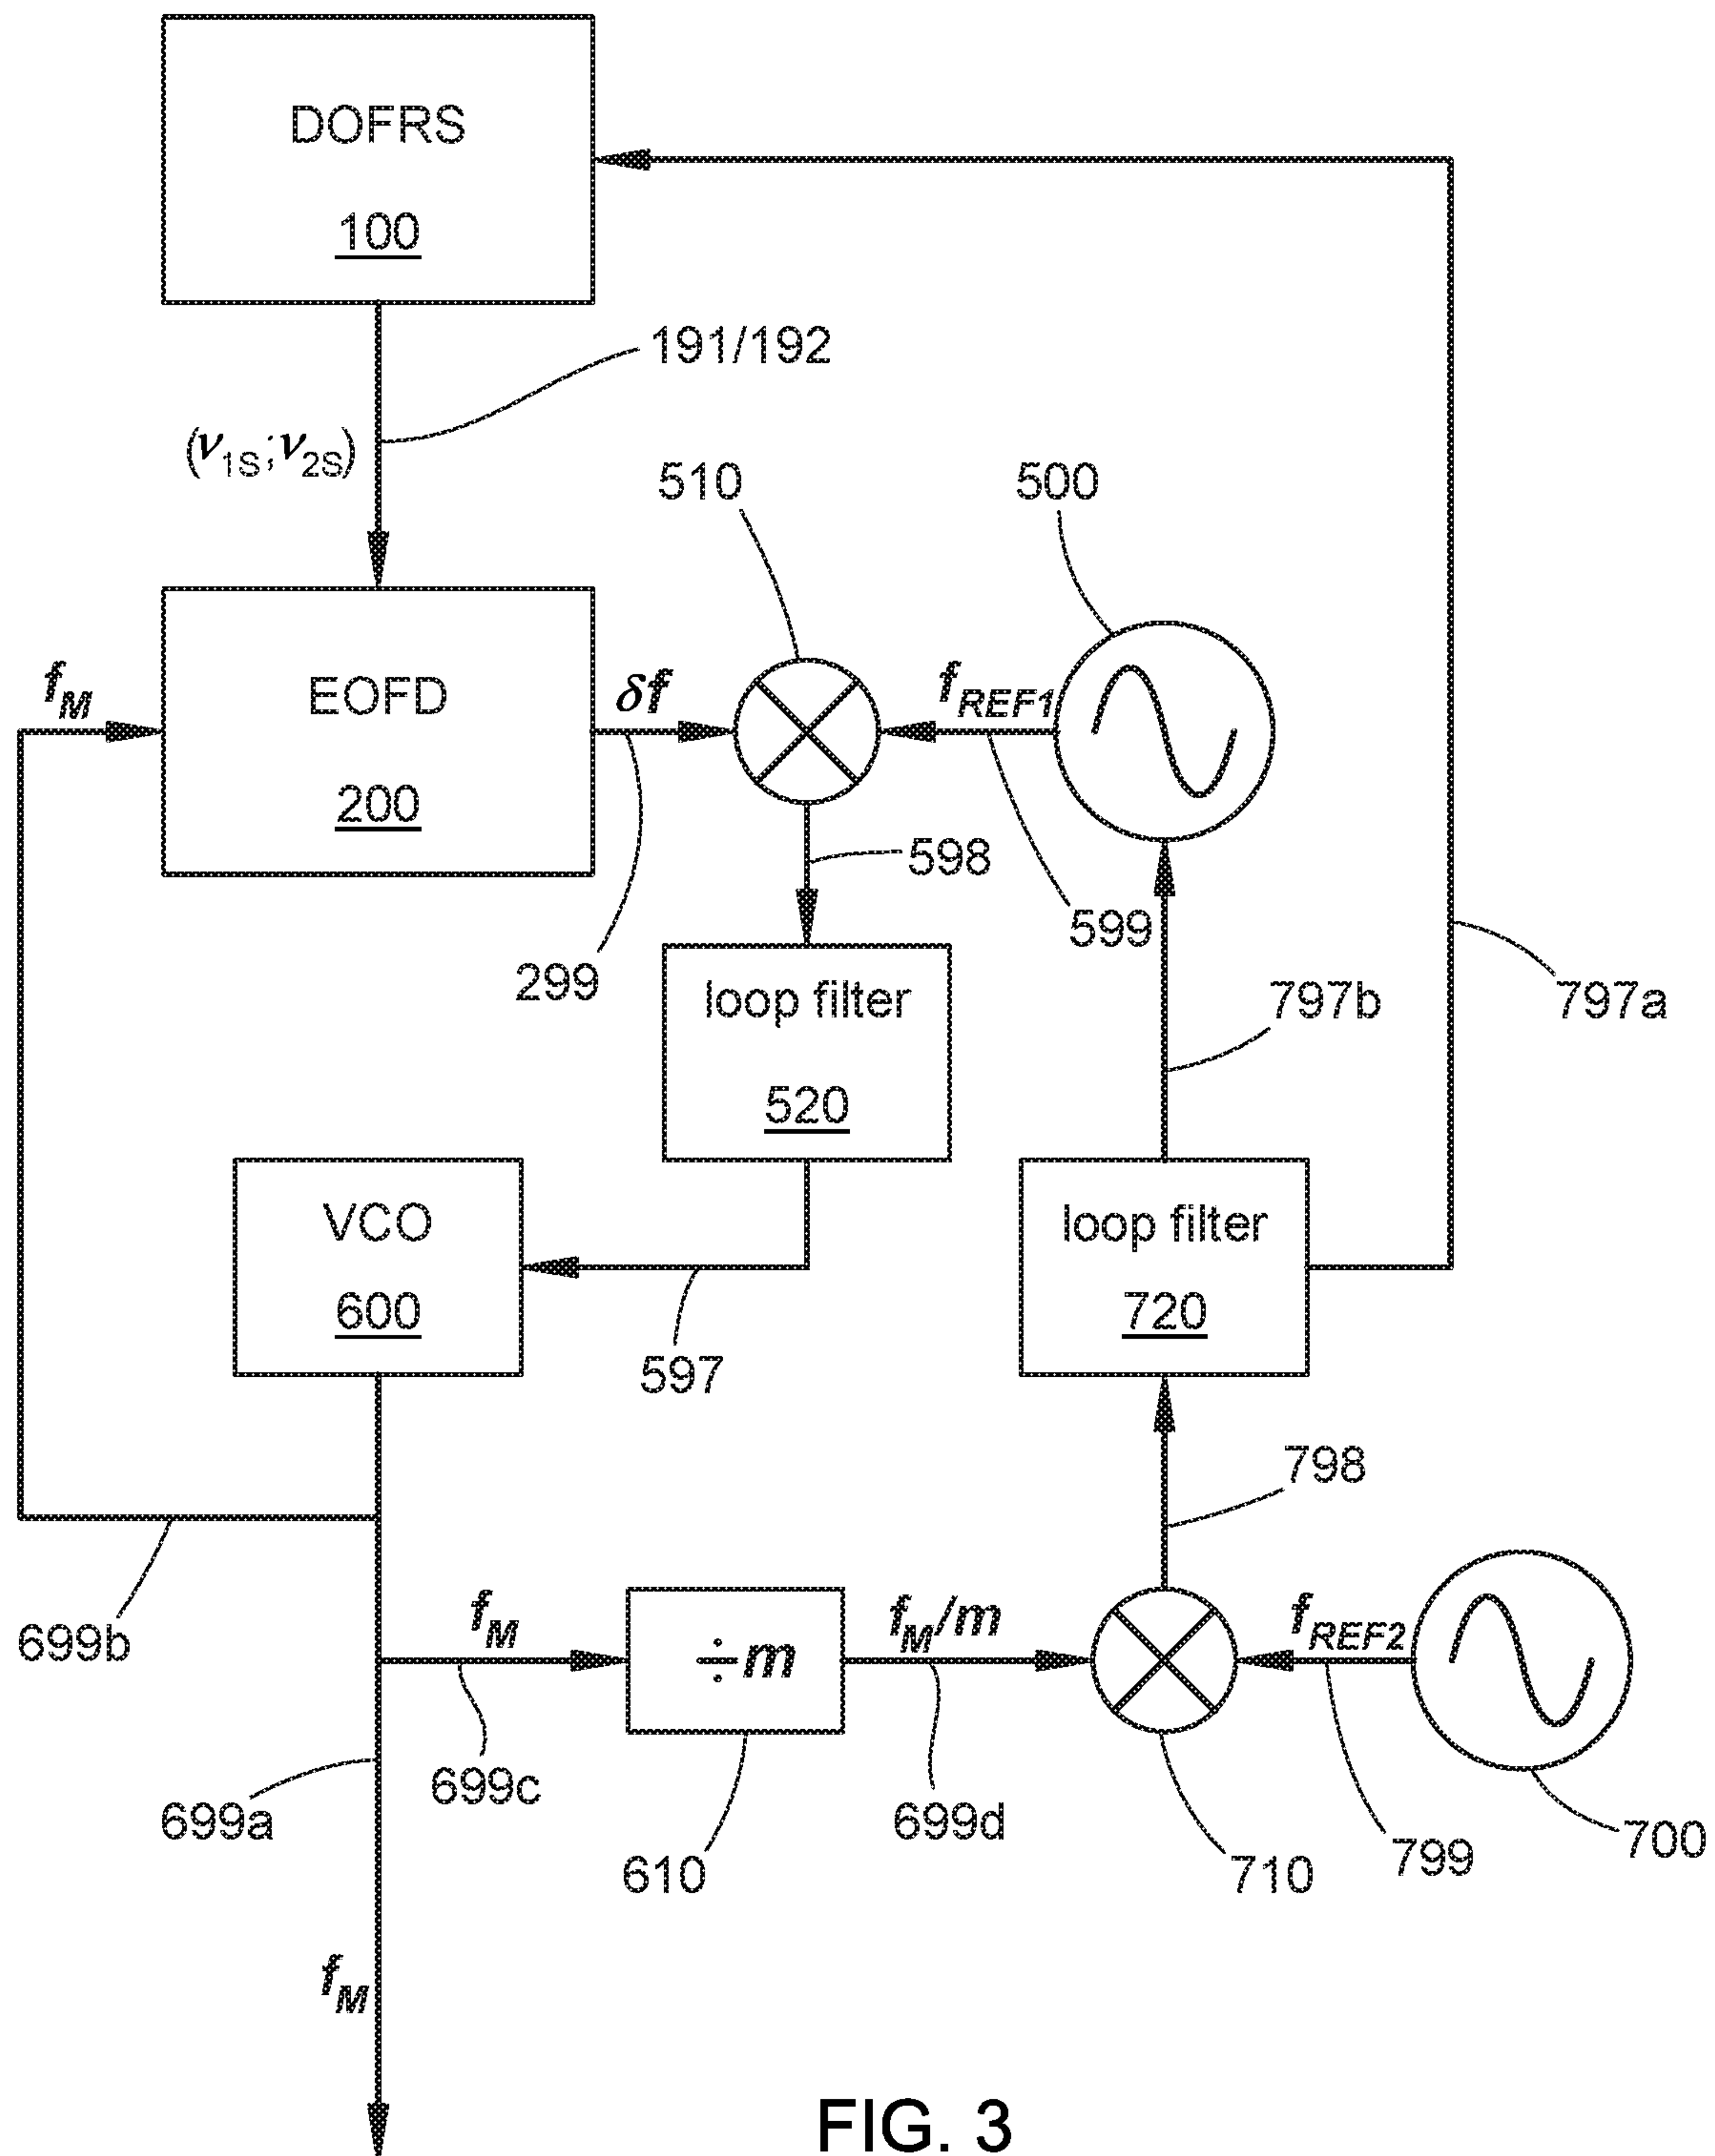 DOFRS
100
191/192
(ν1S;ν2S)
510
500
fM
EOFD
δf
fREF1
200
598
599
299
loop filter
797b
797a
520
VCO
loop filter
600
720
597
798
699b
fM
÷m
fM/m
fREF2
699c
699a
699d
610
710
799
700
fM
FIG. 3